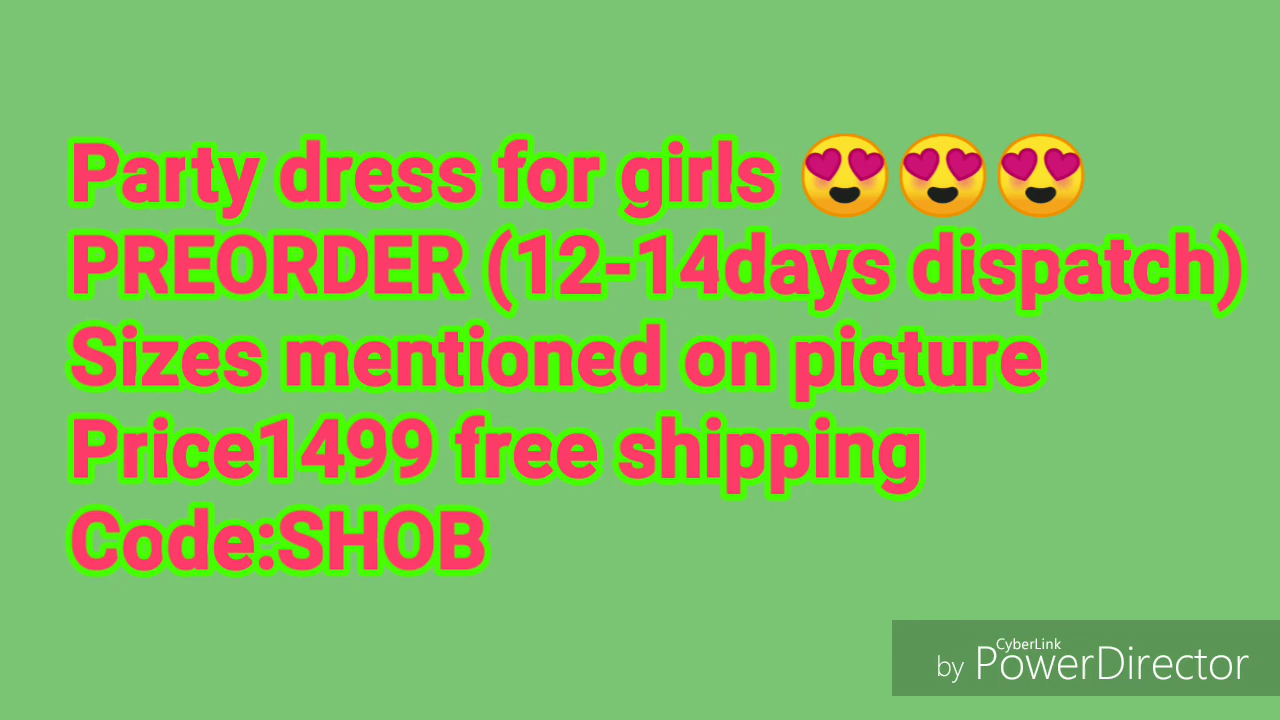 Party dress for girls 😍😍😍
PREORDER (12-14days dispatch)
Sizes mentioned on picture
Price1499 free shipping
Code:SHOB
CyberLink
by PowerDirector